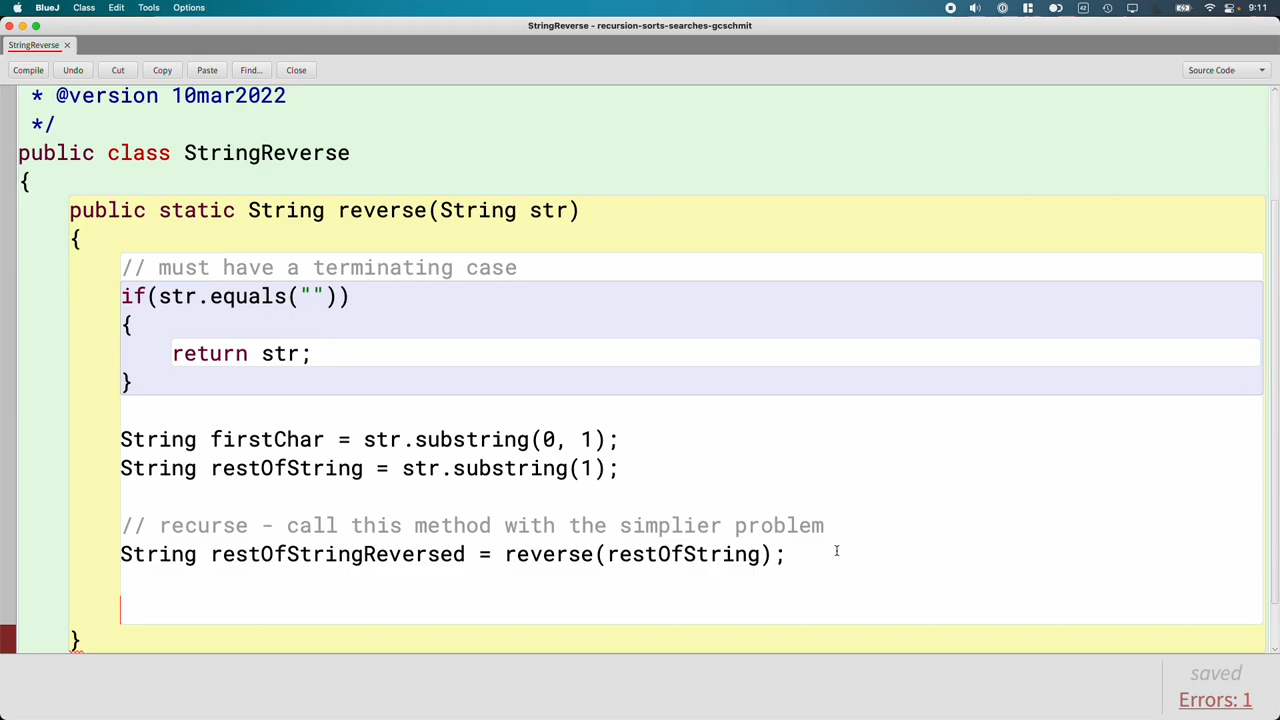 BlueJ Class Edit Tools Options 9:11
StringReverse - recursion-sorts-searches-gcschmit
StringReverse ×
Compile Undo Cut Copy Paste Find... Close Source Code
* @version 10mar2022
*/
public class StringReverse
{
public static String reverse(String str)
{
// must have a terminating case
if(str.equals(""))
{
return str;
}
String firstChar = str.substring(0, 1);
String restOfString = str.substring(1);
// recurse - call this method with the simplier problem
String restOfStringReversed = reverse(restOfString);
}
saved
Errors: 1